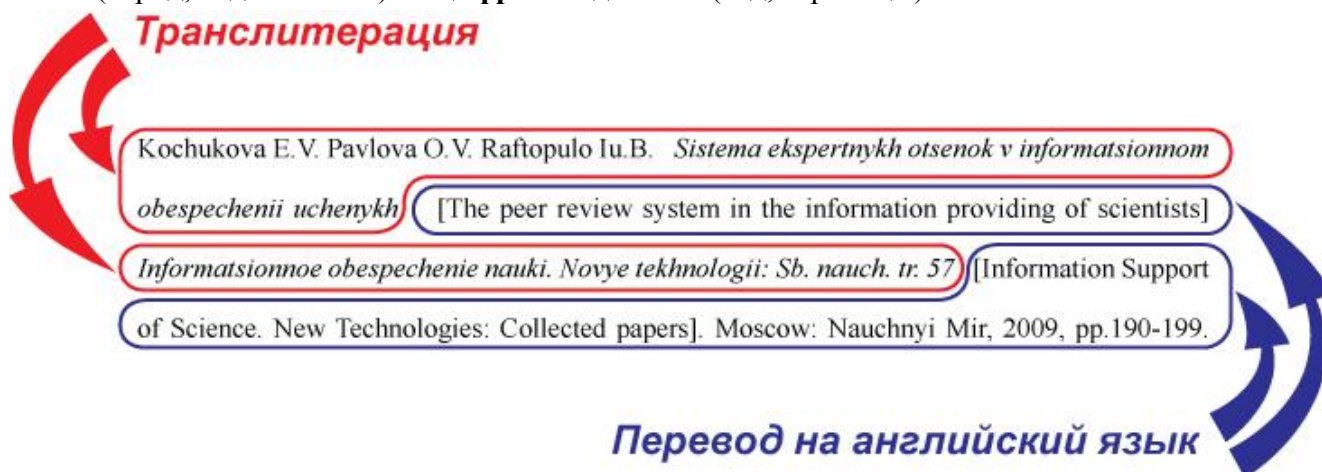 Транслитерация
Kochukova E.V. Pavlova O.V. Raftopulo Iu.B. Sistema ekspertnykh otsenok v informatsionnom
obespechenii uchenykh [The peer review system in the information providing of scientists]
Informatsionnoe obespechenie nauki. Novye tekhnologii: Sb. nauch. tr. 57 [Information Support
of Science. New Technologies: Collected papers]. Moscow: Nauchnyi Mir, 2009, pp.190-199.
Перевод на английский язык